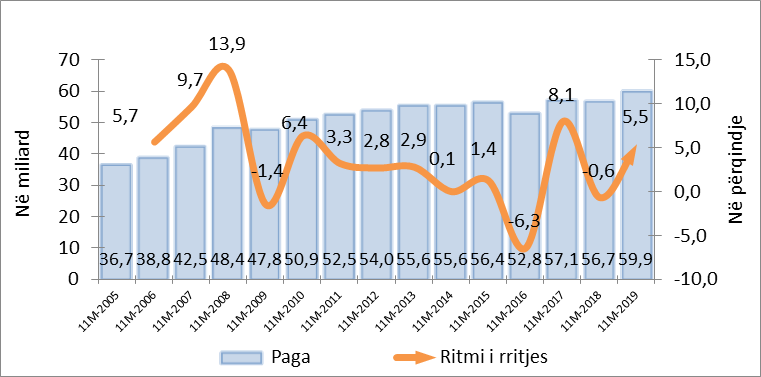 Në miliard
70
60
50
40
30
20
10
0
5,7
9,7
13,9
-1,4
6,4
3,3
2,8
2,9
0,1
1,4
-6,3
8,1
-0,6
5,5
36,7 38,8 42,5 48,4 47,8 50,9 52,5 54,0 55,6 55,6 56,4 52,8 57,1 56,7 59,9
15,0
10,0
5,0
0,0
-5,0
-10,0
Në përqindje
11M-2005
11M-2006
11M-2007
11M-2008
11M-2009
11M-2010
11M-2011
11M-2012
11M-2013
11M-2014
11M-2015
11M-2016
11M-2017
11M-2018
11M-2019
Paga
Ritmi i rritjes